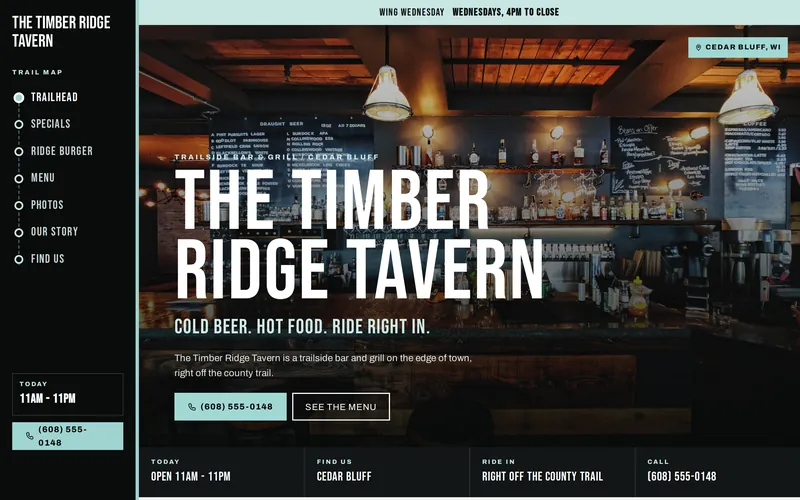 THE TIMBER RIDGE
TAVERN
TRAIL MAP
TRAILHEAD
SPECIALS
RIDGE BURGER
MENU
PHOTOS
OUR STORY
FIND US
TODAY
11AM - 11PM
(608) 555-
0148
WING WEDNESDAY WEDNESDAYS, 4PM TO CLOSE
CEDAR BLUFF, WI
DRAUGHT BEER
COFFEE
TRAILSIDE BAR & GRILL / CEDAR BLUFF
THE TIMBER
RIDGE TAVERN
COLD BEER. HOT FOOD. RIDE RIGHT IN.
The Timber Ridge Tavern is a trailside bar and grill on the edge of town,
right off the county trail.
(608) 555-0148
SEE THE MENU
TODAY
OPEN 11AM - 11PM
FIND US
CEDAR BLUFF
RIDE IN
RIGHT OFF THE COUNTY TRAIL
CALL
(608) 555-0148